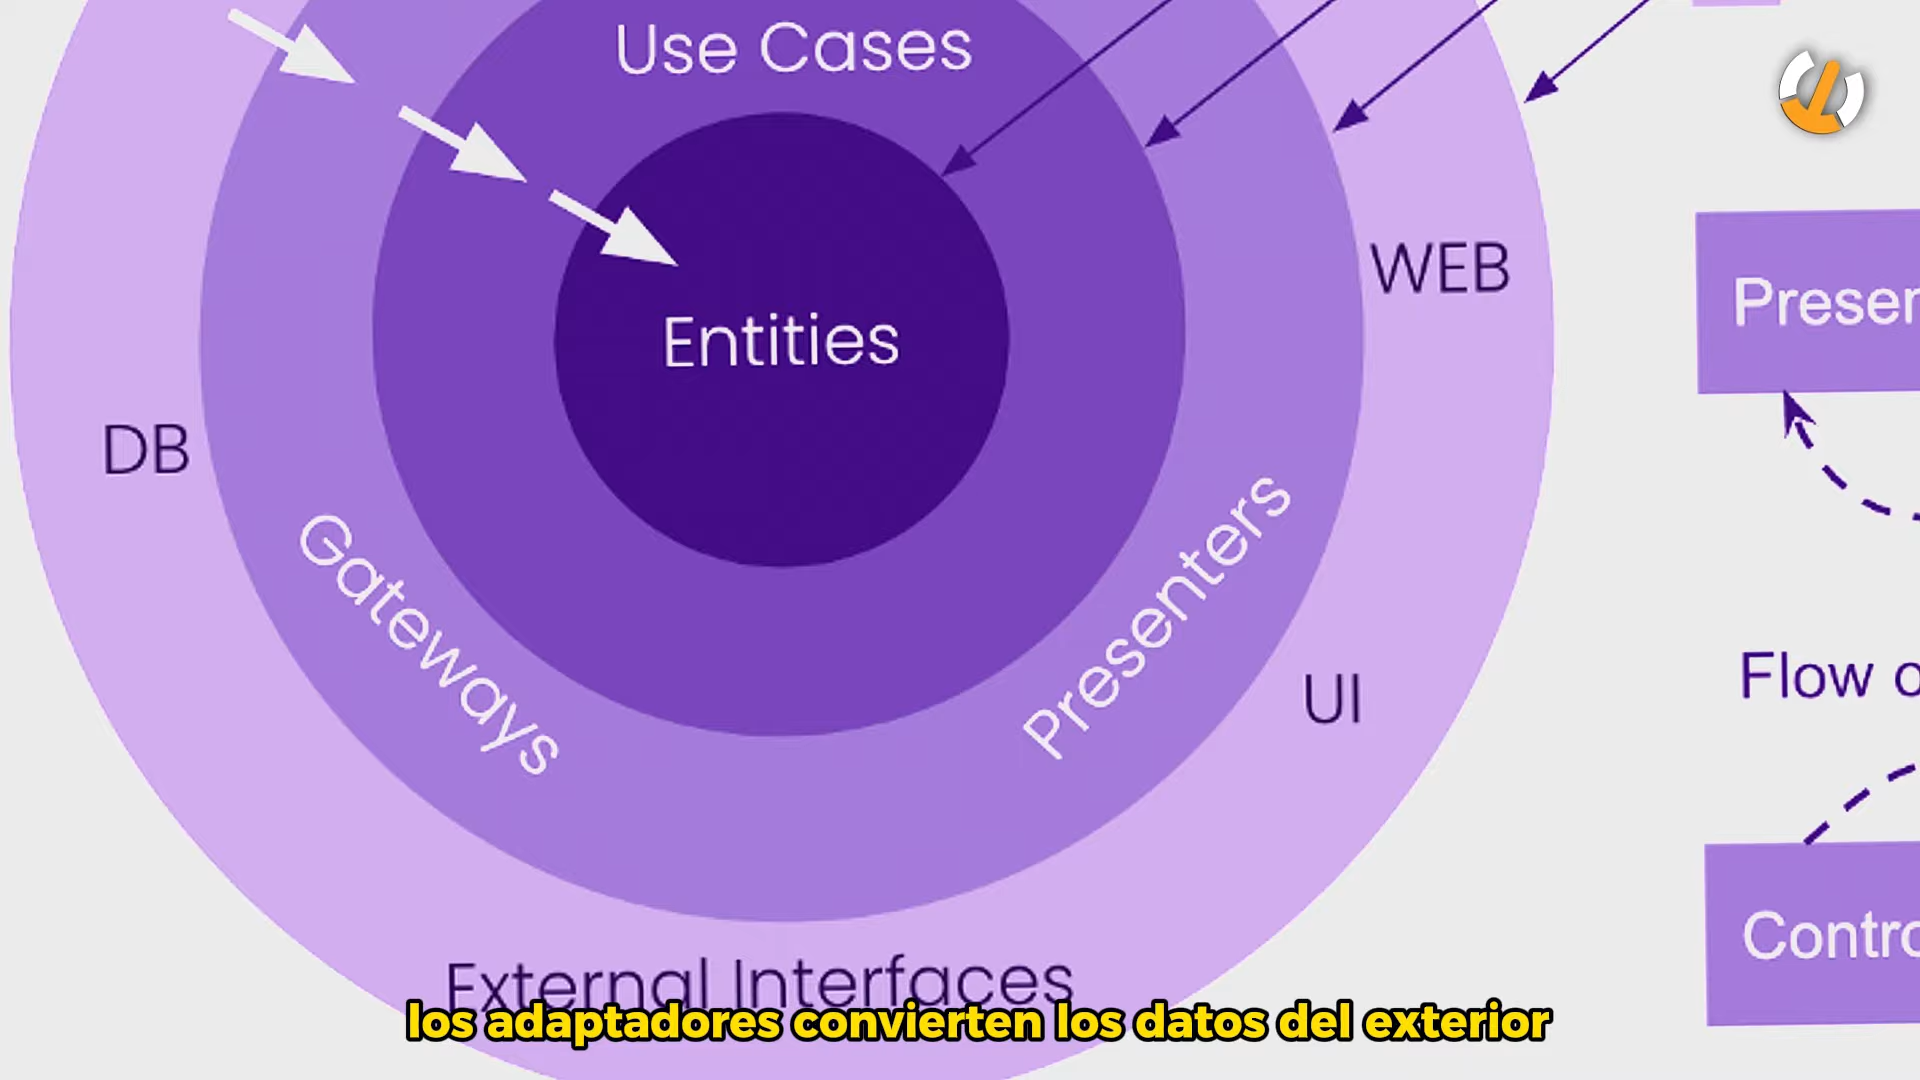 Use Cases
WEB
Presen
Entities
DB
Gateways
Presenters
UI
Flow o
Contro
External Interfaces
los adaptadores convierten los datos del exterior